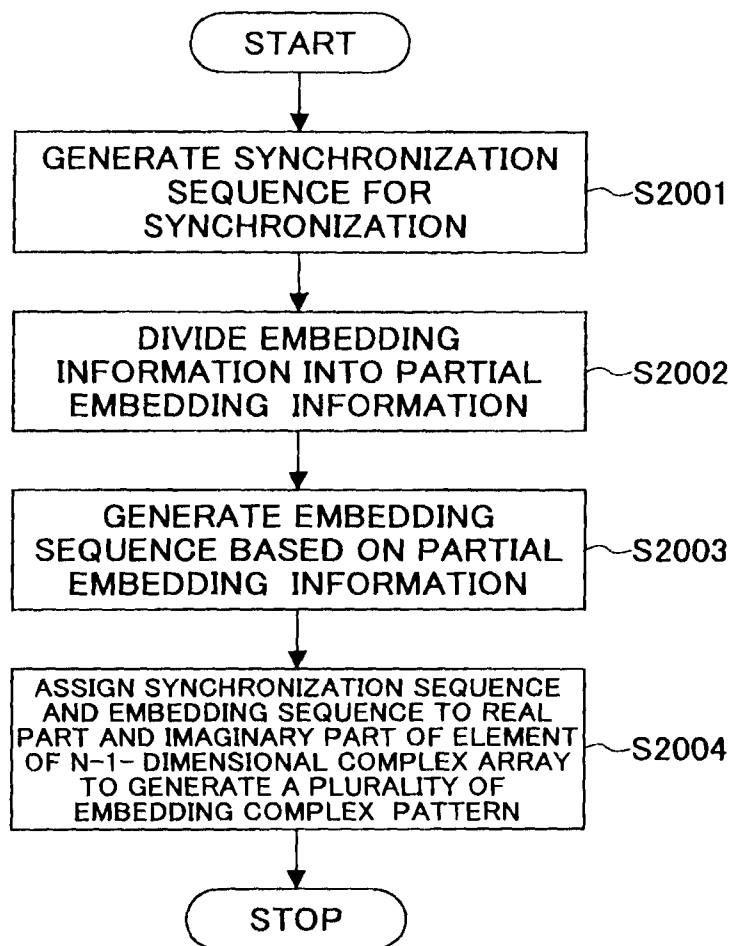 START
GENERATE SYNCHRONIZATION
SEQUENCE FOR
SYNCHRONIZATION
S2001
DIVIDE EMBEDDING
INFORMATION INTO PARTIAL
EMBEDDING INFORMATION
S2002
GENERATE EMBEDDING
SEQUENCE BASED ON PARTIAL
EMBEDDING INFORMATION
S2003
ASSIGN SYNCHRONIZATION SEQUENCE
AND EMBEDDING SEQUENCE TO REAL
PART AND IMAGINARY PART OF ELEMENT
OF N-1- DIMENSIONAL COMPLEX ARRAY
TO GENERATE A PLURALITY OF
EMBEDDING COMPLEX PATTERN
S2004
STOP